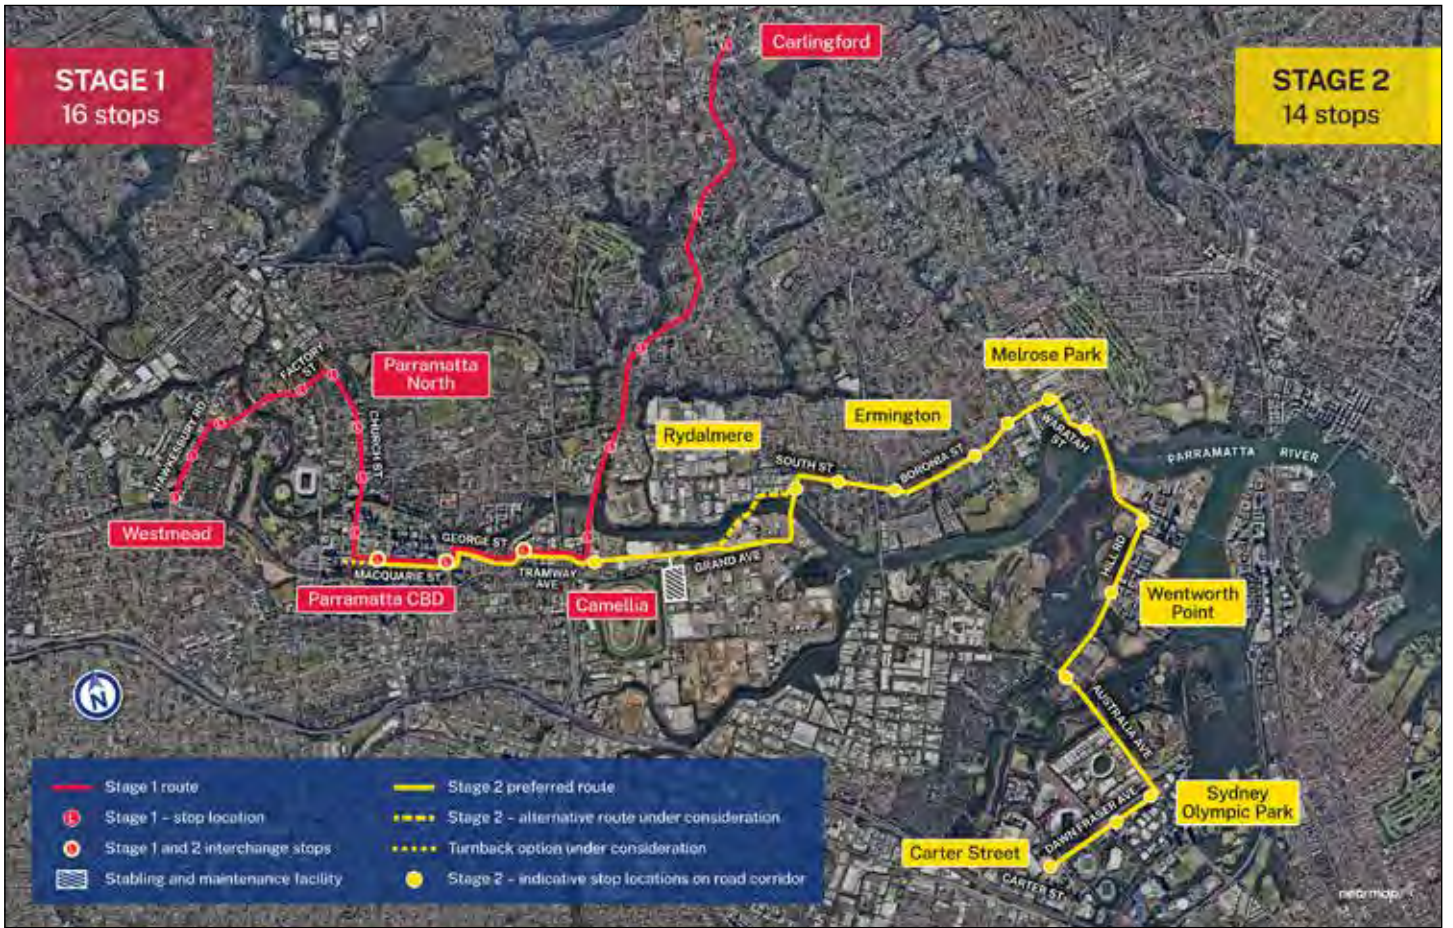 STAGE 1
16 stops
Carlingford
STAGE 2
14 stops
Parramatta
North
FACTORY
ST
HAWKESBURY RD
CHURCH ST
Westmead
Melrose Park
Ermington
Rydalmere
WARATAH
ST
SOUTH ST
BORONIA ST
PARRAMATTA RIVER
GEORGE ST
MACQUARIE ST
TRAMWAY
AVE
GRAND AVE
Parramatta CBD
Camellia
HILL RD
Wentworth
Point
N
AUSTRALIA AVE
Sydney
Olympic Park
DAWN FRASER AVE
Carter Street
CARTER ST
Stage 1 route
Stage 1 – stop location
Stage 1 and 2 interchange stops
Stabling and maintenance facility
Stage 2 preferred route
Stage 2 – alternative route under consideration
Turnback option under consideration
Stage 2 – indicative stop locations on road corridor
nearmap